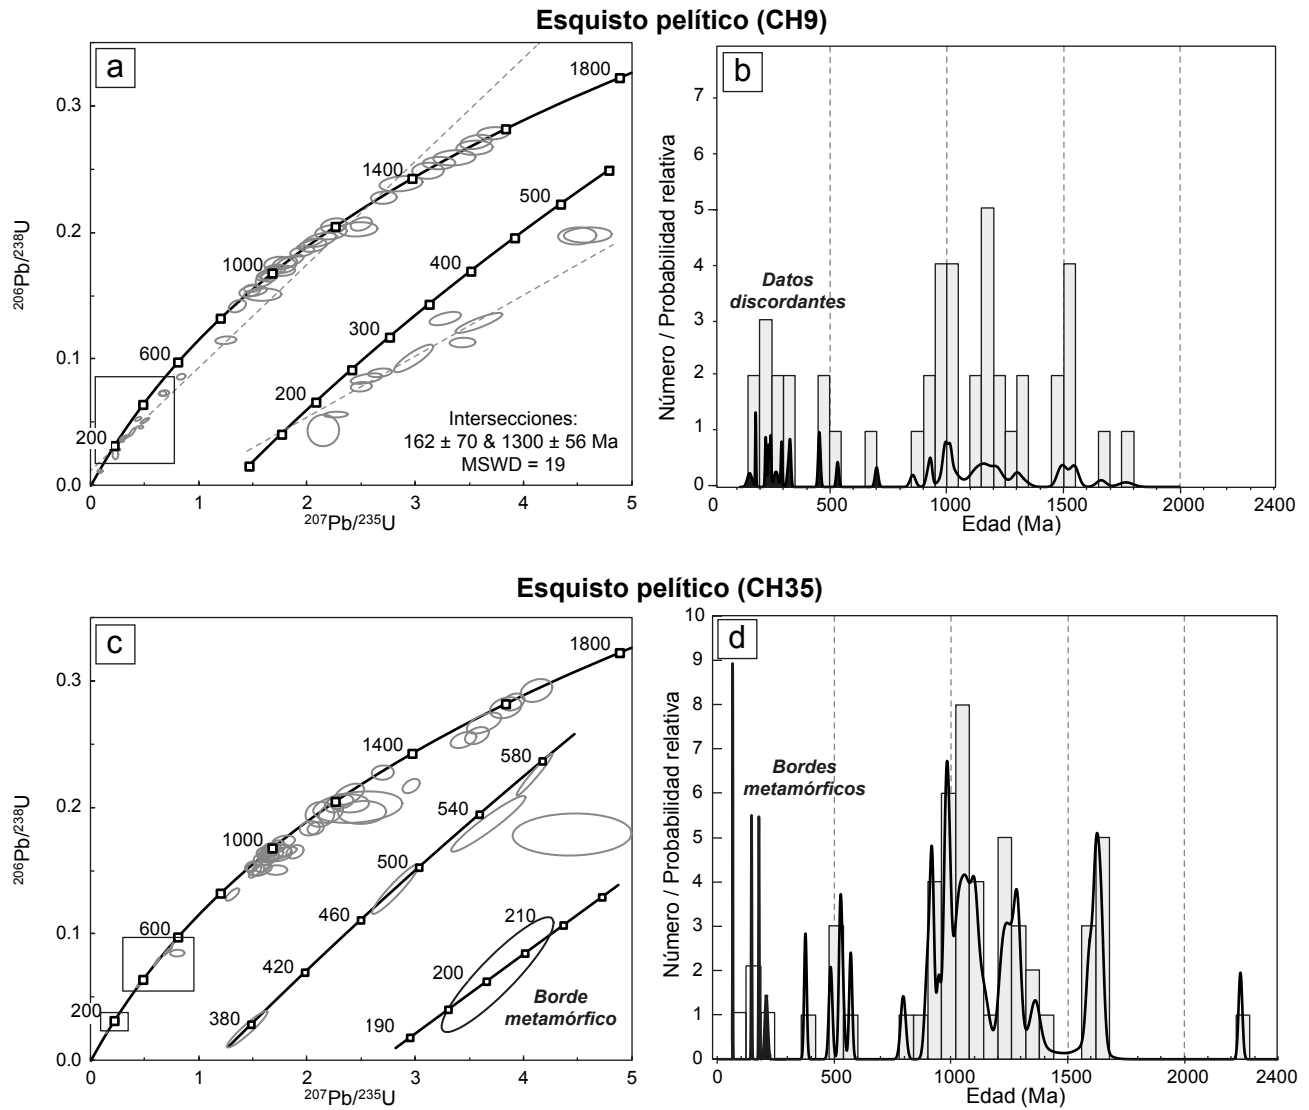 Esquisto pelítico (CH9)
a
0.3
0.2
0.1
0.0
206Pb/238U
0 1 2 3 4 5
207Pb/235U
200
600
1000
1400
1800
200
300
400
500
Intersecciones:
162 ± 70 & 1300 ± 56 Ma
MSWD = 19
b
7
6
5
4
3
2
1
0
Número / Probabilidad relativa
Datos
discordantes
0 500 1000 1500 2000 2400
Edad (Ma)
Esquisto pelítico (CH35)
c
0.3
0.2
0.1
0.0
206Pb/238U
0 1 2 3 4 5
207Pb/235U
200
600
1000
1400
1800
380
420
460
500
540
580
190
200
210
Borde
metamórfico
d
10
9
8
7
6
5
4
3
2
1
0
Número / Probabilidad relativa
Bordes
metamórficos
0 500 1000 1500 2000 2400
Edad (Ma)